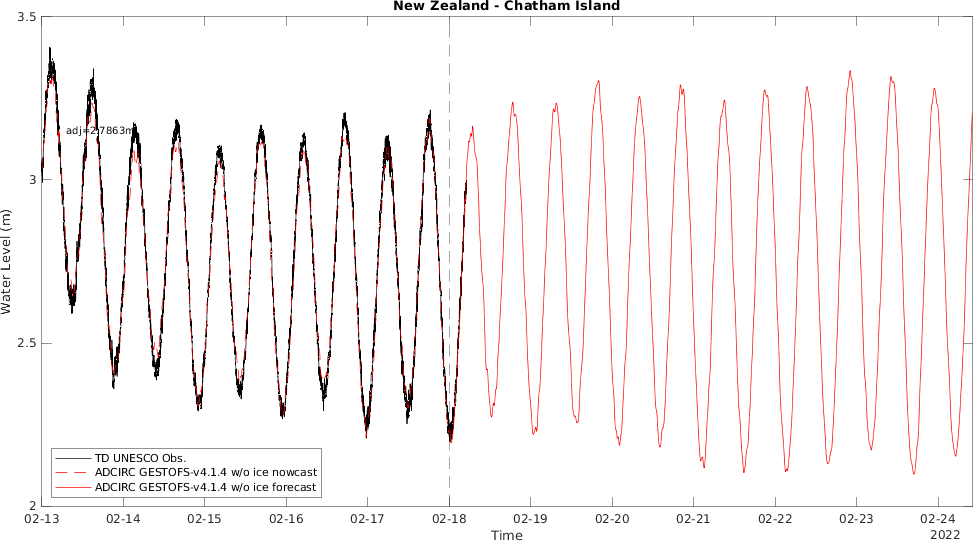 New Zealand - Chatham Island
3.5
3
2.5
2
Water Level (m)
adj=2.7863m
TD UNESCO Obs.
ADCIRC GESTOFS-v4.1.4 w/o ice nowcast
ADCIRC GESTOFS-v4.1.4 w/o ice forecast
02-13 02-14 02-15 02-16 02-17 02-18 02-19 02-20 02-21 02-22 02-23 02-24
Time
2022